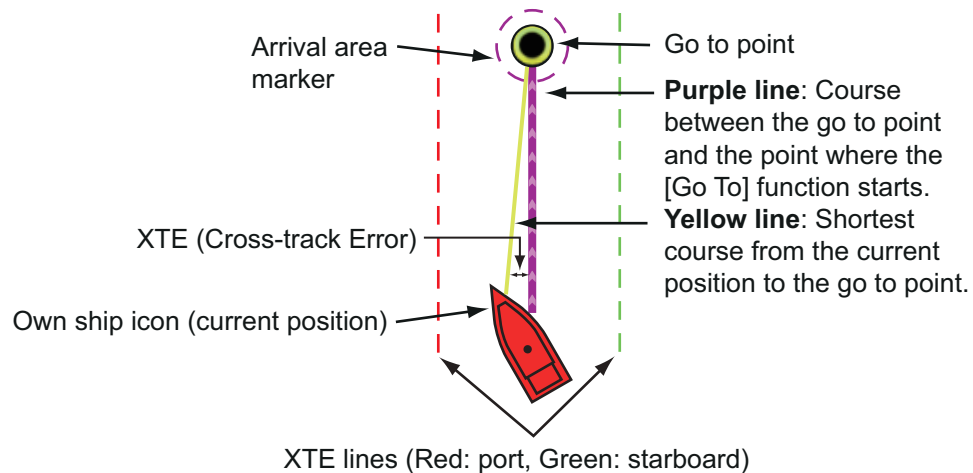 Arrival area
marker
Go to point
Purple line: Course
between the go to point
and the point where the
[Go To] function starts.
Yellow line: Shortest
course from the current
position to the go to point.
XTE (Cross-track Error)
Own ship icon (current position)
XTE lines (Red: port, Green: starboard)